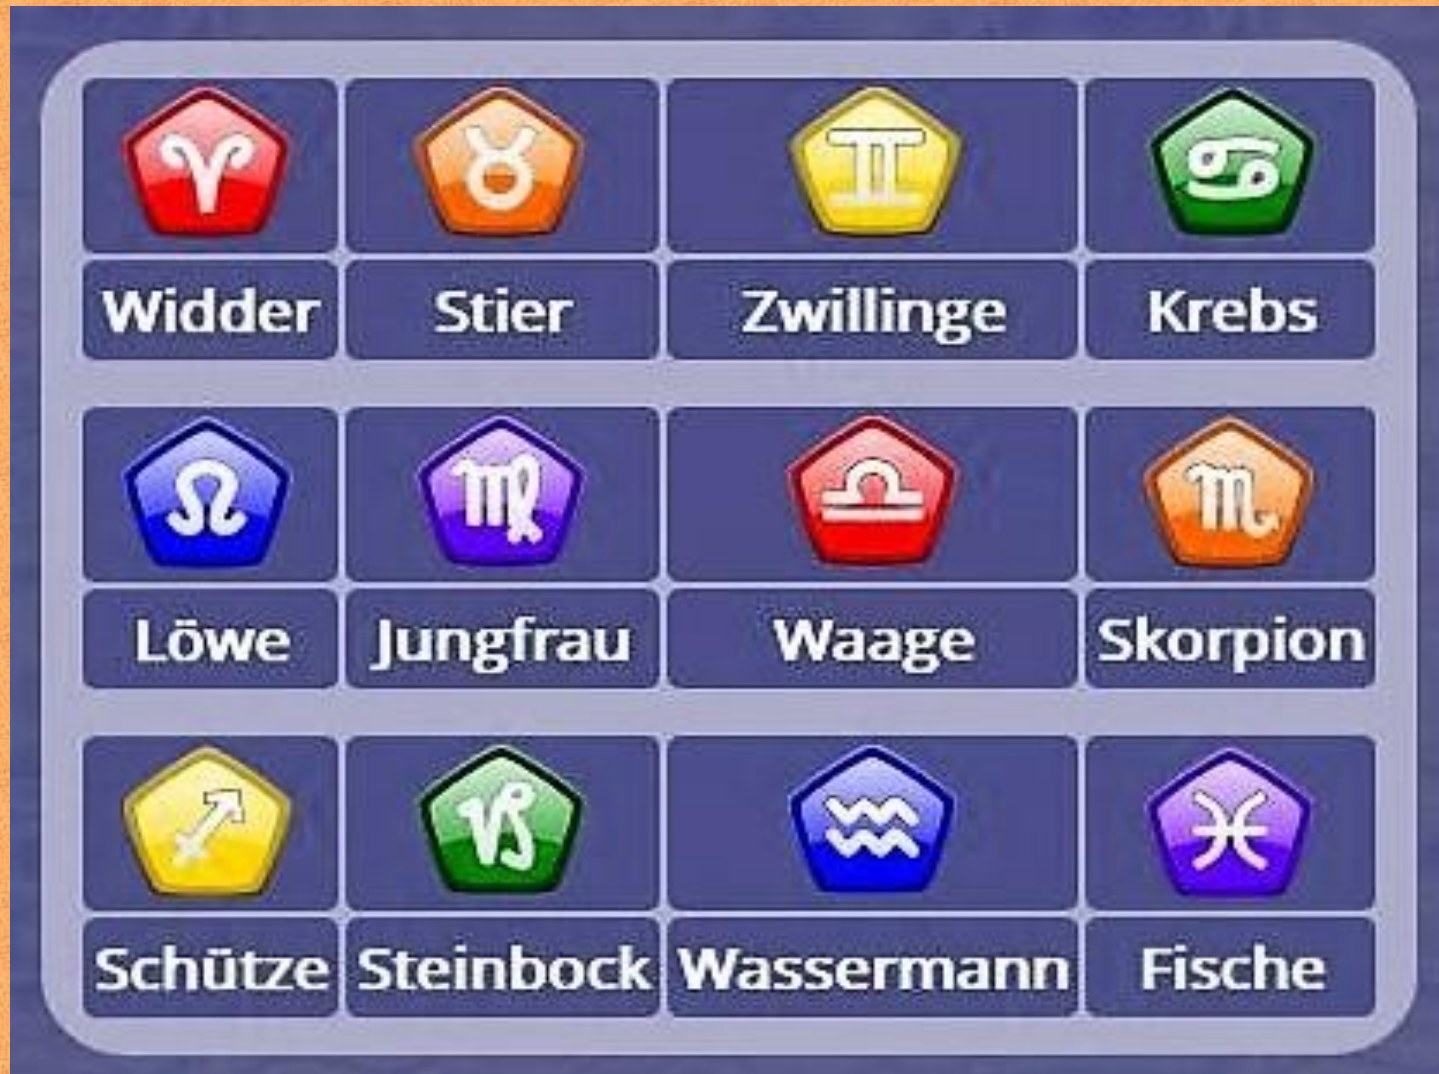 Widder Stier Zwillinge Krebs
Löwe Jungfrau Waage Skorpion
Schütze Steinbock Wassermann Fische